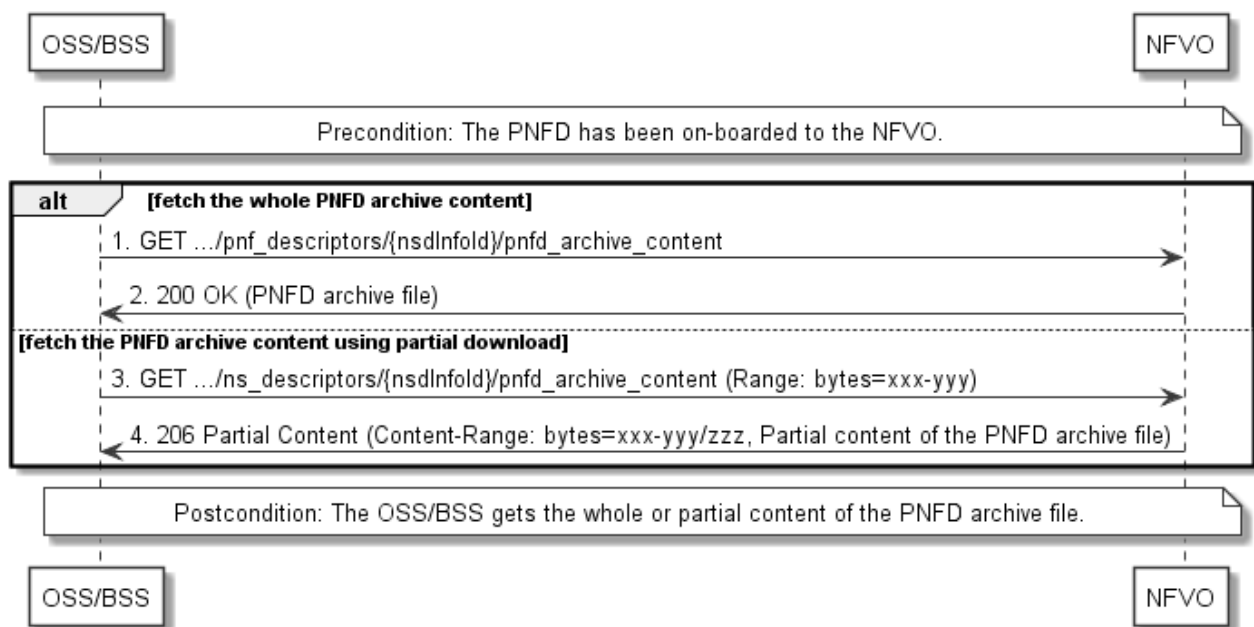 OSS/BSS
NFVO
Precondition: The PNFD has been on-boarded to the NFVO.
alt
[fetch the whole PNFD archive content]
1. GET .../pnf_descriptors/{nsdInfoId}/pnfd_archive_content
2. 200 OK (PNFD archive file)
[fetch the PNFD archive content using partial download]
3. GET .../ns_descriptors/{nsdInfoId}/pnfd_archive_content (Range: bytes=xxx-yyy)
4. 206 Partial Content (Content-Range: bytes=xxx-yyy/zzz, Partial content of the PNFD archive file)
Postcondition: The OSS/BSS gets the whole or partial content of the PNFD archive file.
OSS/BSS
NFVO